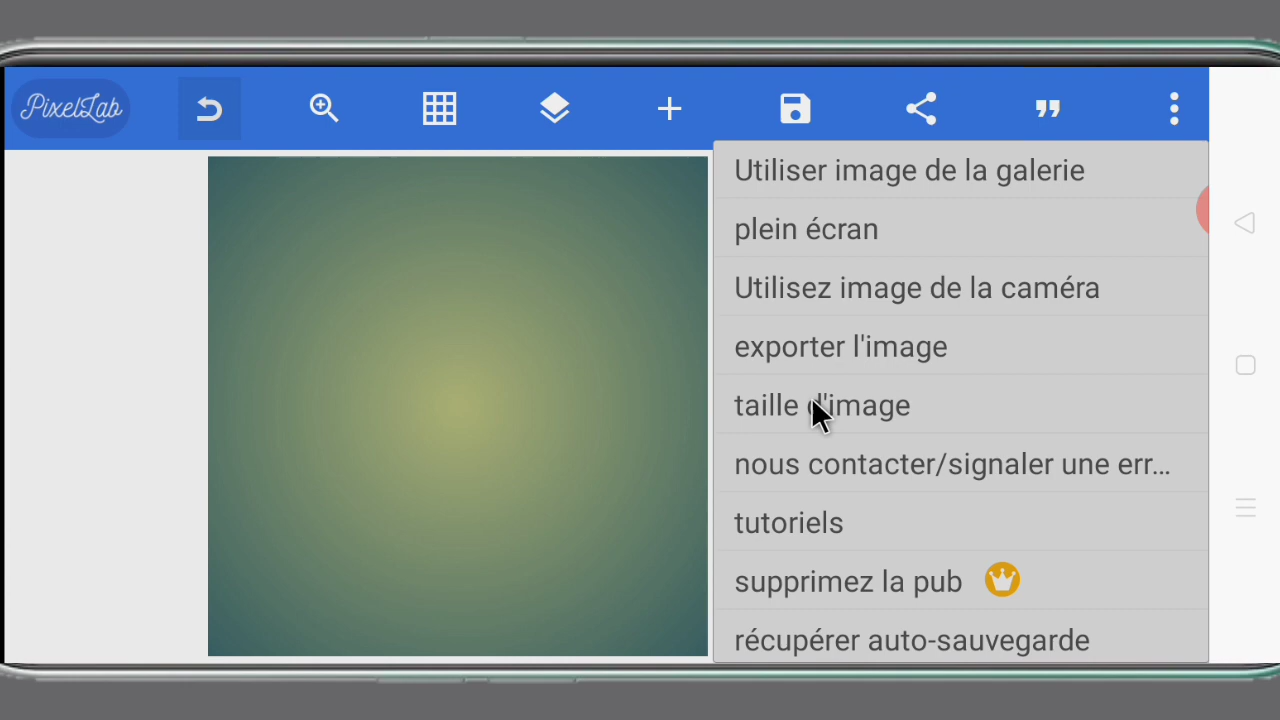 PixelLab
Utiliser image de la galerie
plein écran
Utilisez image de la caméra
exporter l'image
taille d'image
nous contacter/signaler une err...
tutoriels
supprimez la pub
récupérer auto-sauvegarde